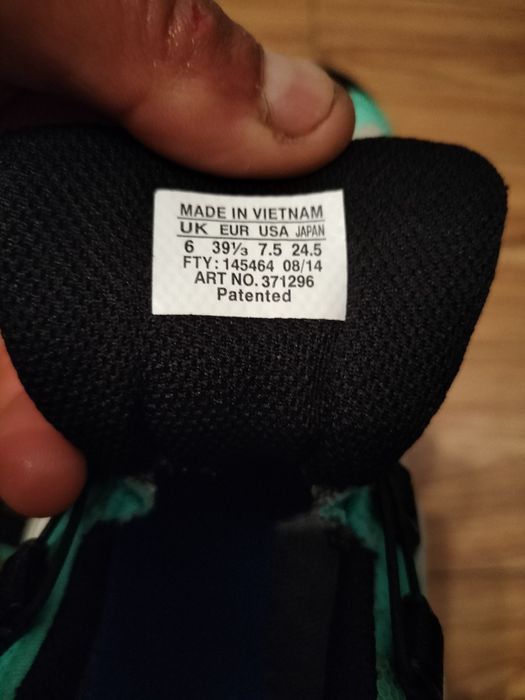 MADE IN VIETNAM
UK EUR USA JAPAN
6 39⅓ 7.5 24.5
FTY: 145464 08/14
ART NO. 371296
Patented